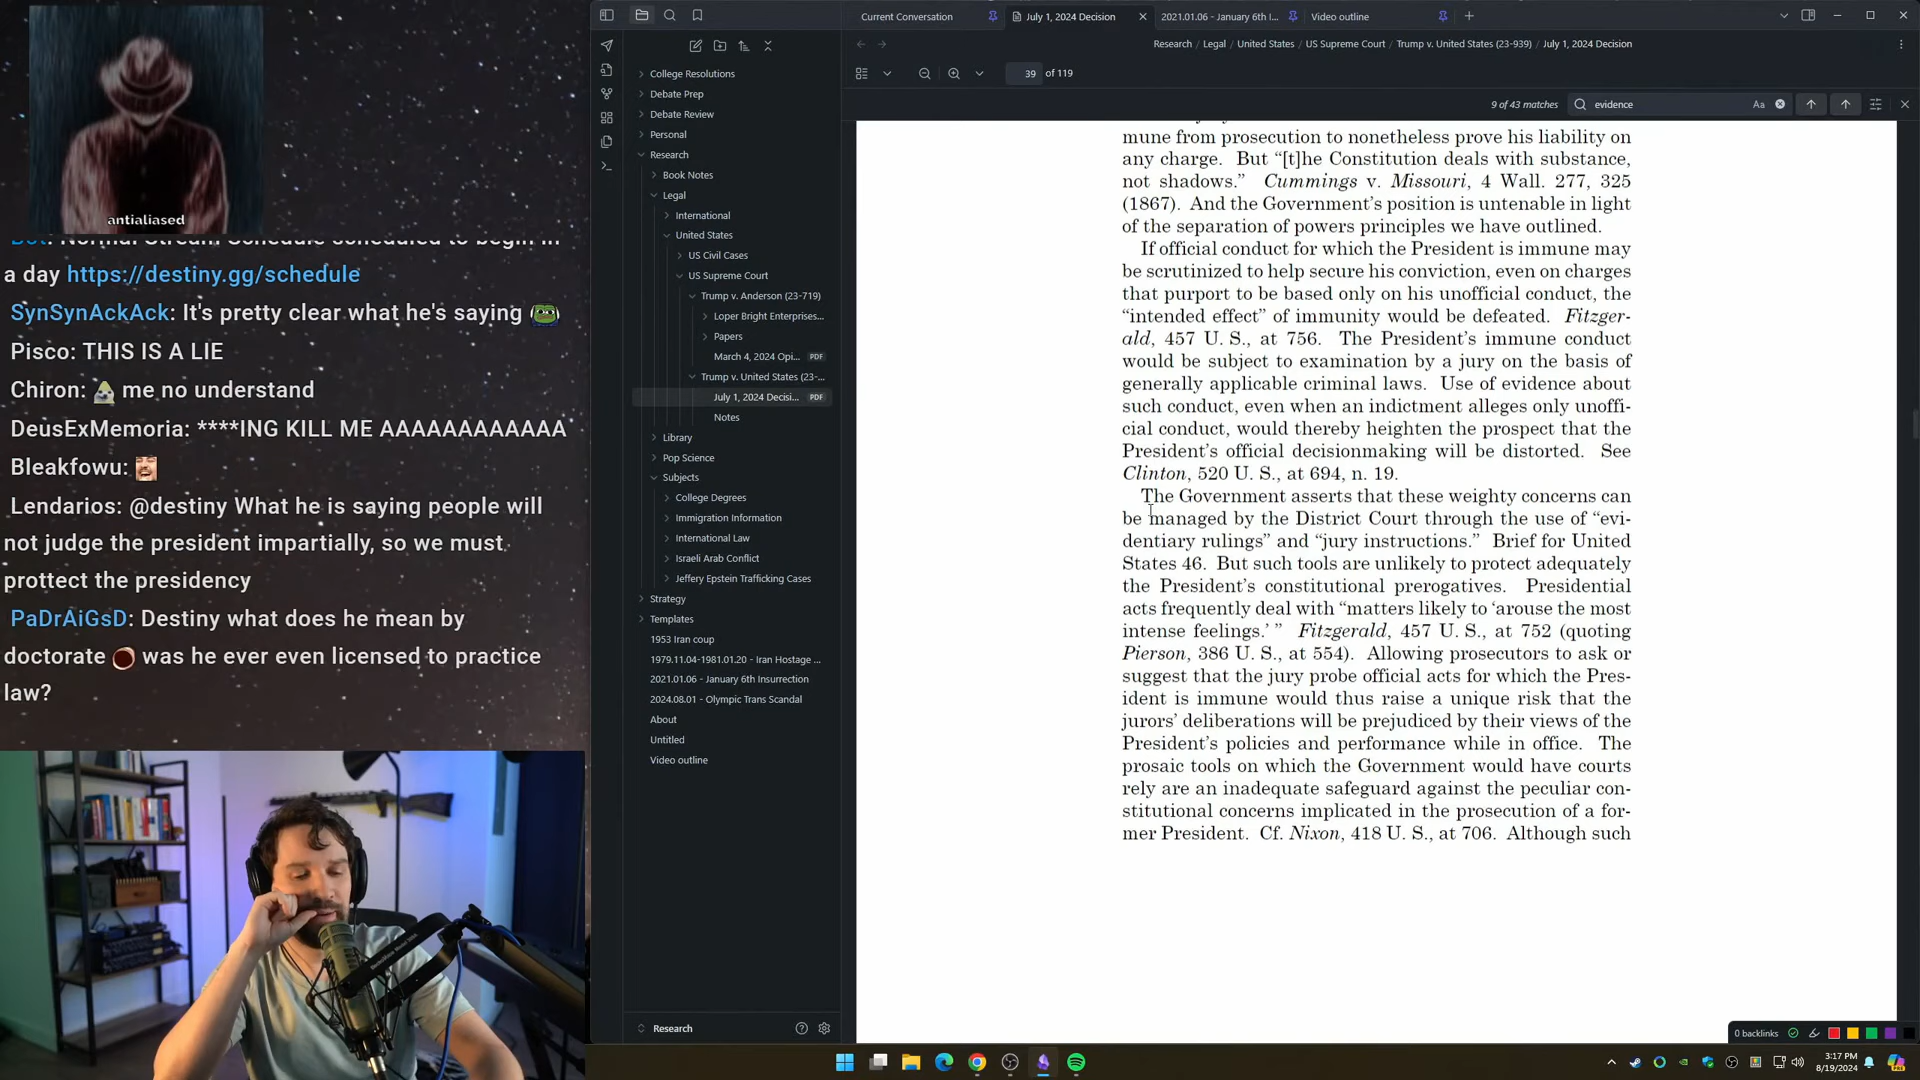 antialiased
Bot: Normal Stream Schedule scheduled to begin in
a day https://destiny.gg/schedule
SynSynAckAck: It's pretty clear what he's saying
Pisco: THIS IS A LIE
Chiron: me no understand
DeusExMemoria: ****ING KILL ME AAAAAAAAAAAA
Bleakfowu:
Lendarios: @destiny What he is saying people will
not judge the president impartially, so we must
prottect the presidency
PaDrAiGsD: Destiny what does he mean by
doctorate was he ever even licensed to practice
law?
College Resolutions
Debate Prep
Debate Review
Personal
Research
Book Notes
Legal
International
United States
US Civil Cases
US Supreme Court
Trump v. Anderson (23-719)
Loper Bright Enterprises...
Papers
March 4, 2024 Opi... PDF
Trump v. United States (23-...
July 1, 2024 Decisi... PDF
Notes
Library
Pop Science
Subjects
College Degrees
Immigration Information
International Law
Israeli Arab Conflict
Jeffery Epstein Trafficking Cases
Strategy
Templates
1953 Iran coup
1979.11.04-1981.01.20 - Iran Hostage ...
2021.01.06 - January 6th Insurrection
2024.08.01 - Olympic Trans Scandal
About
Untitled
Video outline
Research
Current Conversation July 1, 2024 Decision 2021.01.06 - January 6th I... Video outline
Research / Legal / United States / US Supreme Court / Trump v. United States (23-939) / July 1, 2024 Decision
39 of 119
9 of 43 matches evidence Aa
mune from prosecution to nonetheless prove his liability on
any charge. But “[t]he Constitution deals with substance,
not shadows.” Cummings v. Missouri, 4 Wall. 277, 325
(1867). And the Government’s position is untenable in light
of the separation of powers principles we have outlined.
If official conduct for which the President is immune may
be scrutinized to help secure his conviction, even on charges
that purport to be based only on his unofficial conduct, the
“intended effect” of immunity would be defeated. Fitzger-
ald, 457 U. S., at 756. The President’s immune conduct
would be subject to examination by a jury on the basis of
generally applicable criminal laws. Use of evidence about
such conduct, even when an indictment alleges only unoffi-
cial conduct, would thereby heighten the prospect that the
President’s official decisionmaking will be distorted. See
Clinton, 520 U. S., at 694, n. 19.
The Government asserts that these weighty concerns can
be managed by the District Court through the use of “evi-
dentiary rulings” and “jury instructions.” Brief for United
States 46. But such tools are unlikely to protect adequately
the President’s constitutional prerogatives. Presidential
acts frequently deal with “matters likely to ‘arouse the most
intense feelings.’ ” Fitzgerald, 457 U. S., at 752 (quoting
Pierson, 386 U. S., at 554). Allowing prosecutors to ask or
suggest that the jury probe official acts for which the Pres-
ident is immune would thus raise a unique risk that the
jurors’ deliberations will be prejudiced by their views of the
President’s policies and performance while in office. The
prosaic tools on which the Government would have courts
rely are an inadequate safeguard against the peculiar con-
stitutional concerns implicated in the prosecution of a for-
mer President. Cf. Nixon, 418 U. S., at 706. Although such
0 backlinks
3:17 PM
8/19/2024